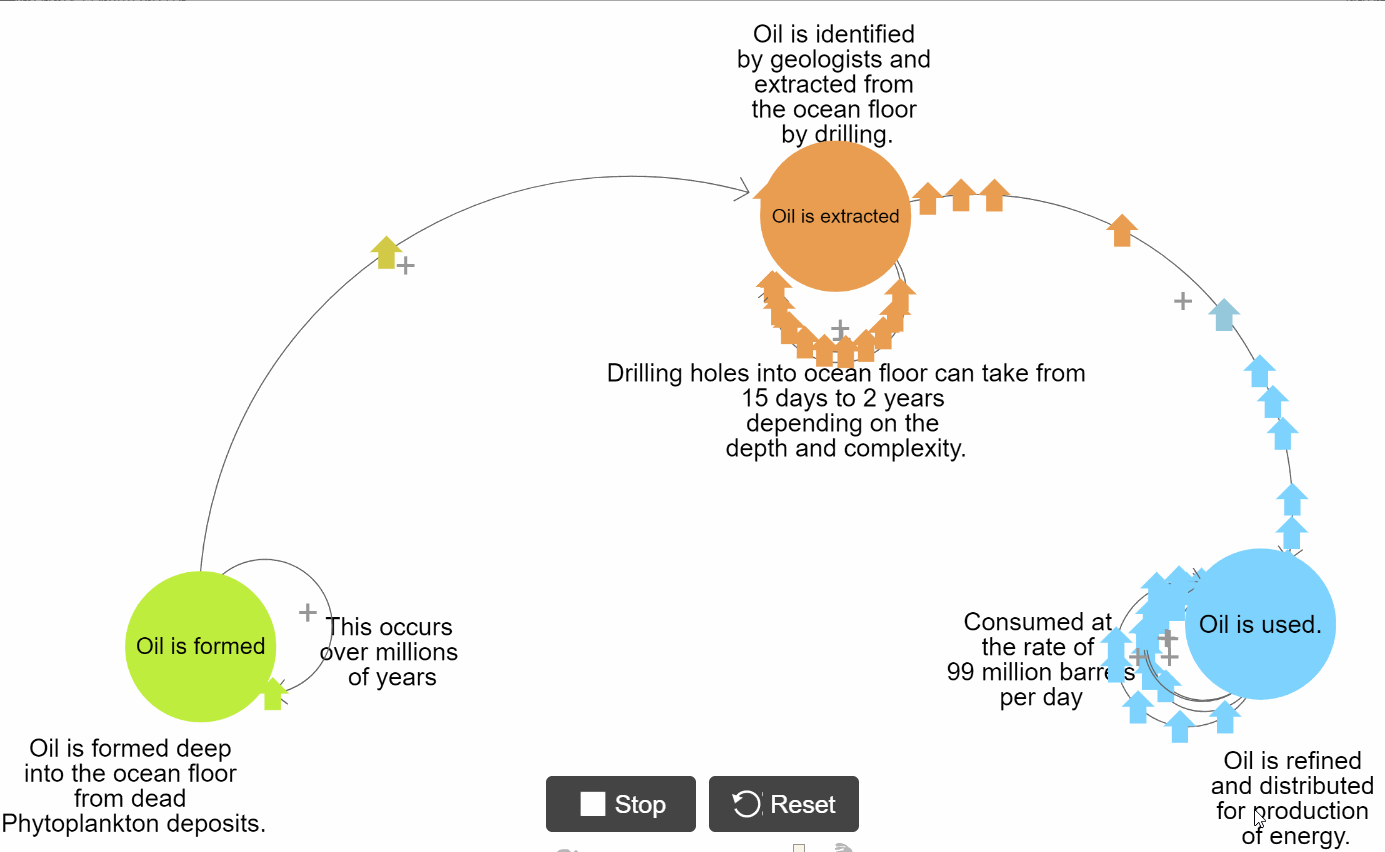 Oil is identified
by geologists and
extracted from
the ocean floor
by drilling.
Oil is extracted
Drilling holes into ocean floor can take from
15 days to 2 years
depending on the
depth and complexity.
Oil is formed
This occurs
over millions
of years
Oil is formed deep
into the ocean floor
from dead
Phytoplankton deposits.
Consumed at
the rate of
99 million barrels
per day
Oil is used.
Oil is refined
and distributed
for production
of energy.
Stop
Reset